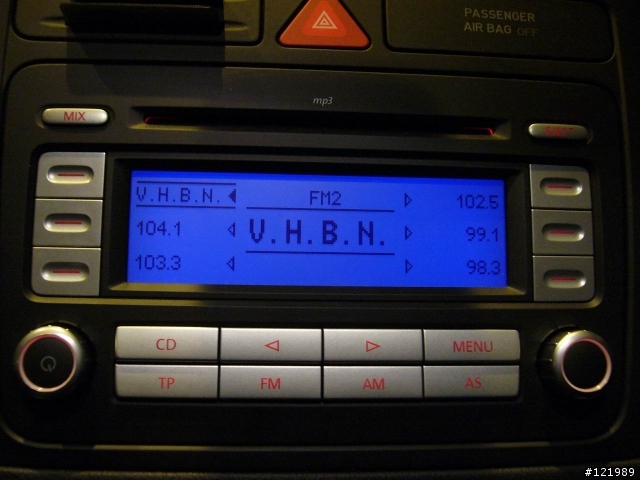 PASSENGER
AIR BAG OFF
mp3
MIX
V.H.B.N.
FM2
102.5
104.1
V.H.B.N.
99.1
103.3
98.3
CD
MENU
TP
FM
AM
AS
#121989